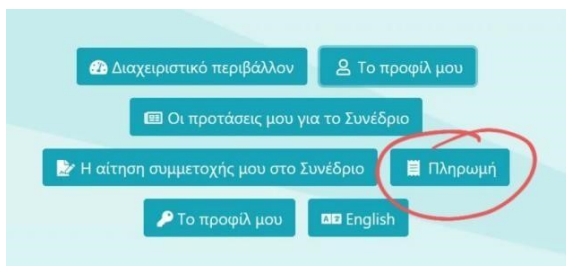 Διαχειριστικό περιβάλλον Το προφίλ μου
Οι προτάσεις μου για το Συνέδριο
Η αίτηση συμμετοχής μου στο Συνέδριο Πληρωμή
Το προφίλ μου English